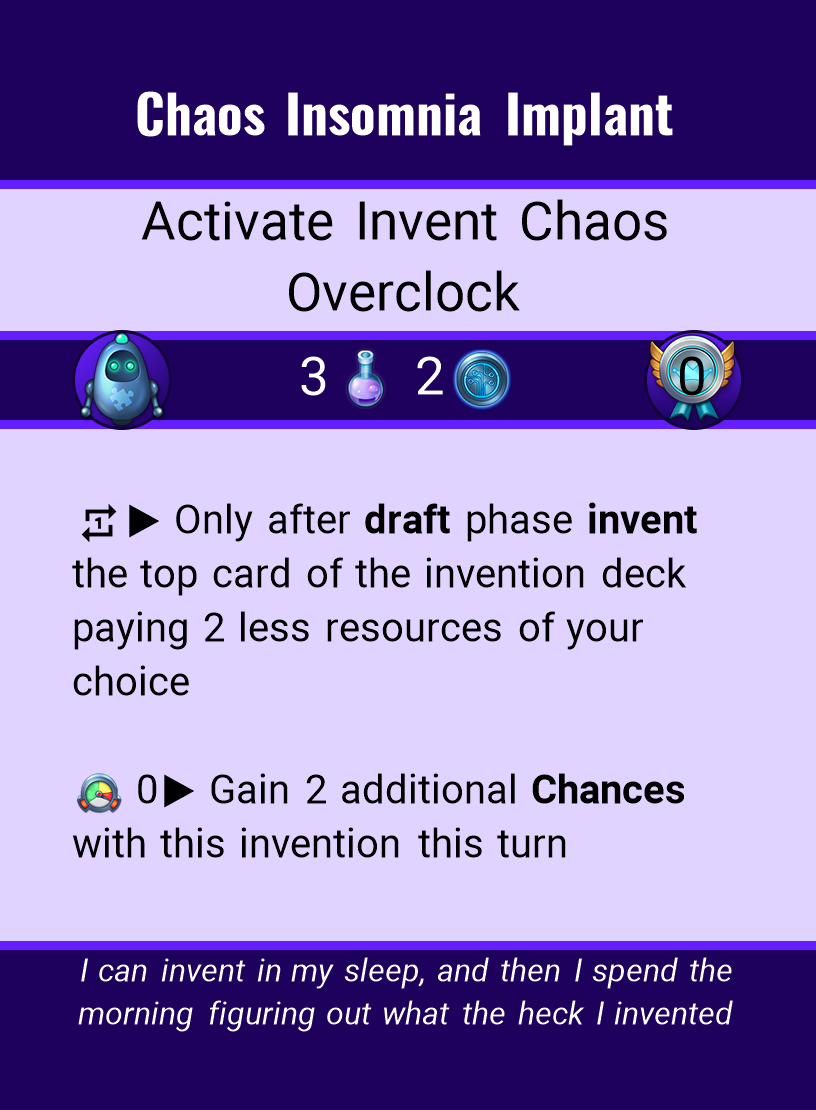 Chaos Insomnia Implant
Activate Invent Chaos
Overclock
3 2 0
1 ▶ Only after draft phase invent
the top card of the invention deck
paying 2 less resources of your
choice
0▶ Gain 2 additional Chances
with this invention this turn
I can invent in my sleep, and then I spend the
morning figuring out what the heck I invented